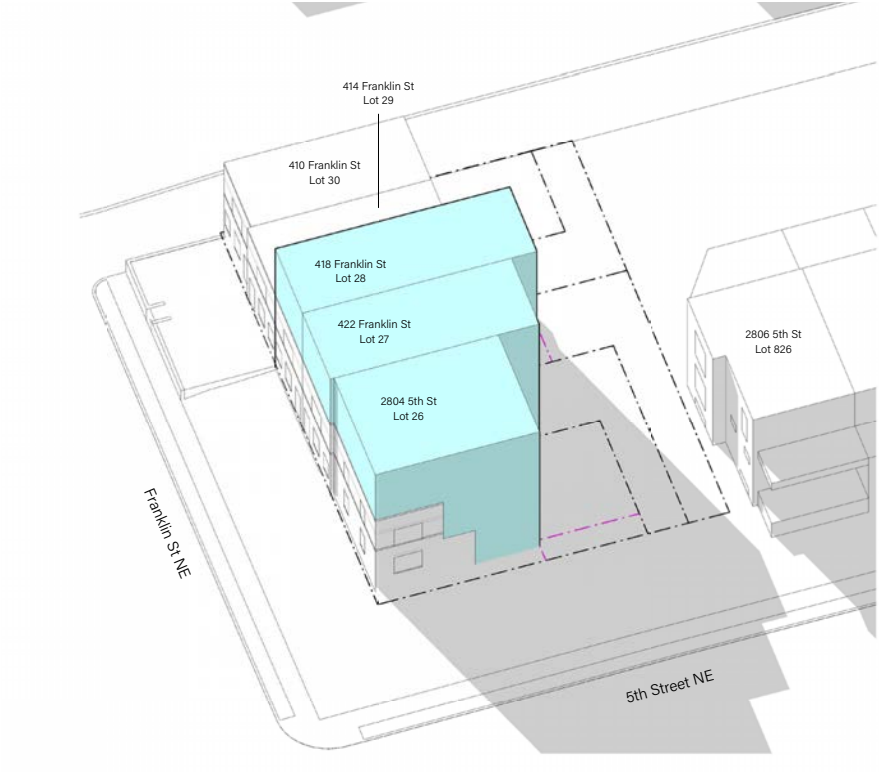 414 Franklin St
Lot 29
410 Franklin St
Lot 30
418 Franklin St
Lot 28
422 Franklin St
Lot 27
2804 5th St
Lot 26
2806 5th St
Lot 826
Franklin St NE
5th Street NE